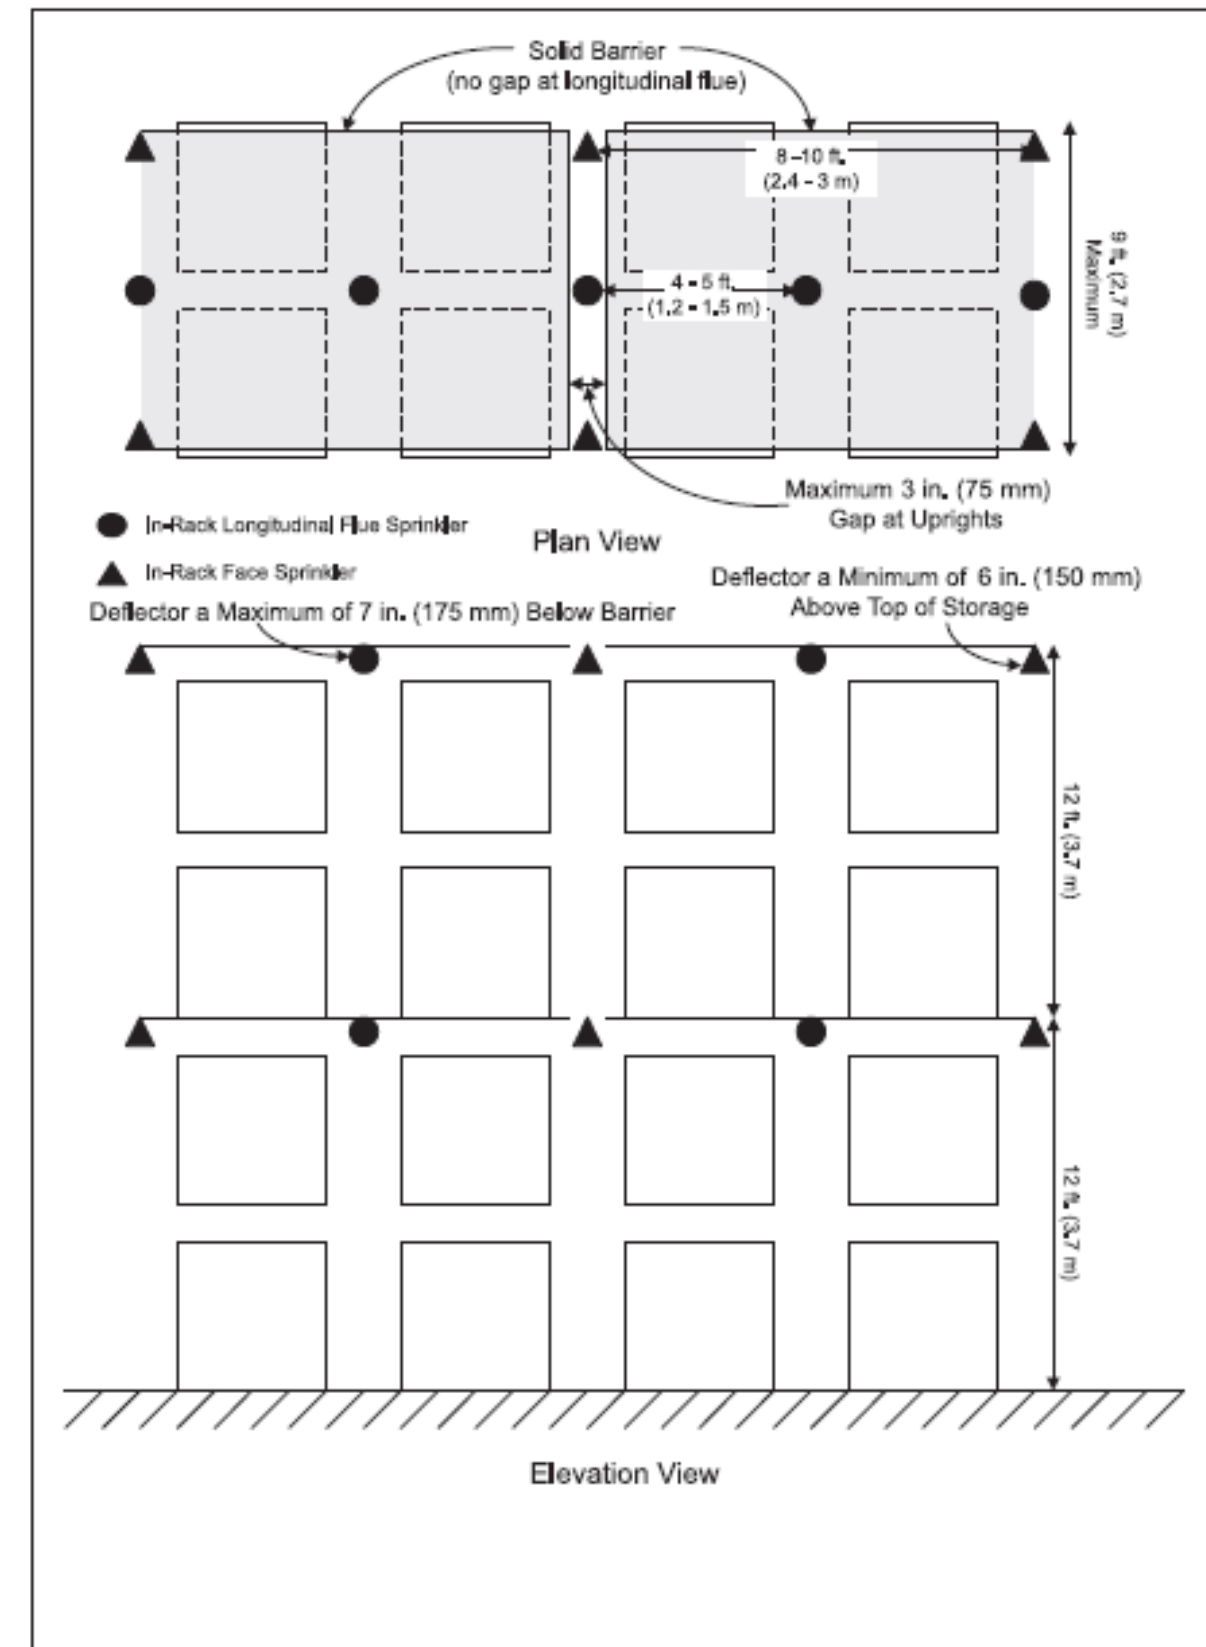 Solid Barrier
(no gap at longitudinal flue)
8-10 ft.
(2.4 - 3 m)
9 ft. (2.7 m)
Maximum
4 - 5 ft.
(1.2 - 1.5 m)
Maximum 3 in. (75 mm)
Gap at Uprights
In-Rack Longitudinal Flue Sprinkler
Plan View
In-Rack Face Sprinkler
Deflector a Minimum of 6 in. (150 mm)
Above Top of Storage
Deflector a Maximum of 7 in. (175 mm) Below Barrier
12 ft. (3.7 m)
12 ft. (3.7 m)
Elevation View